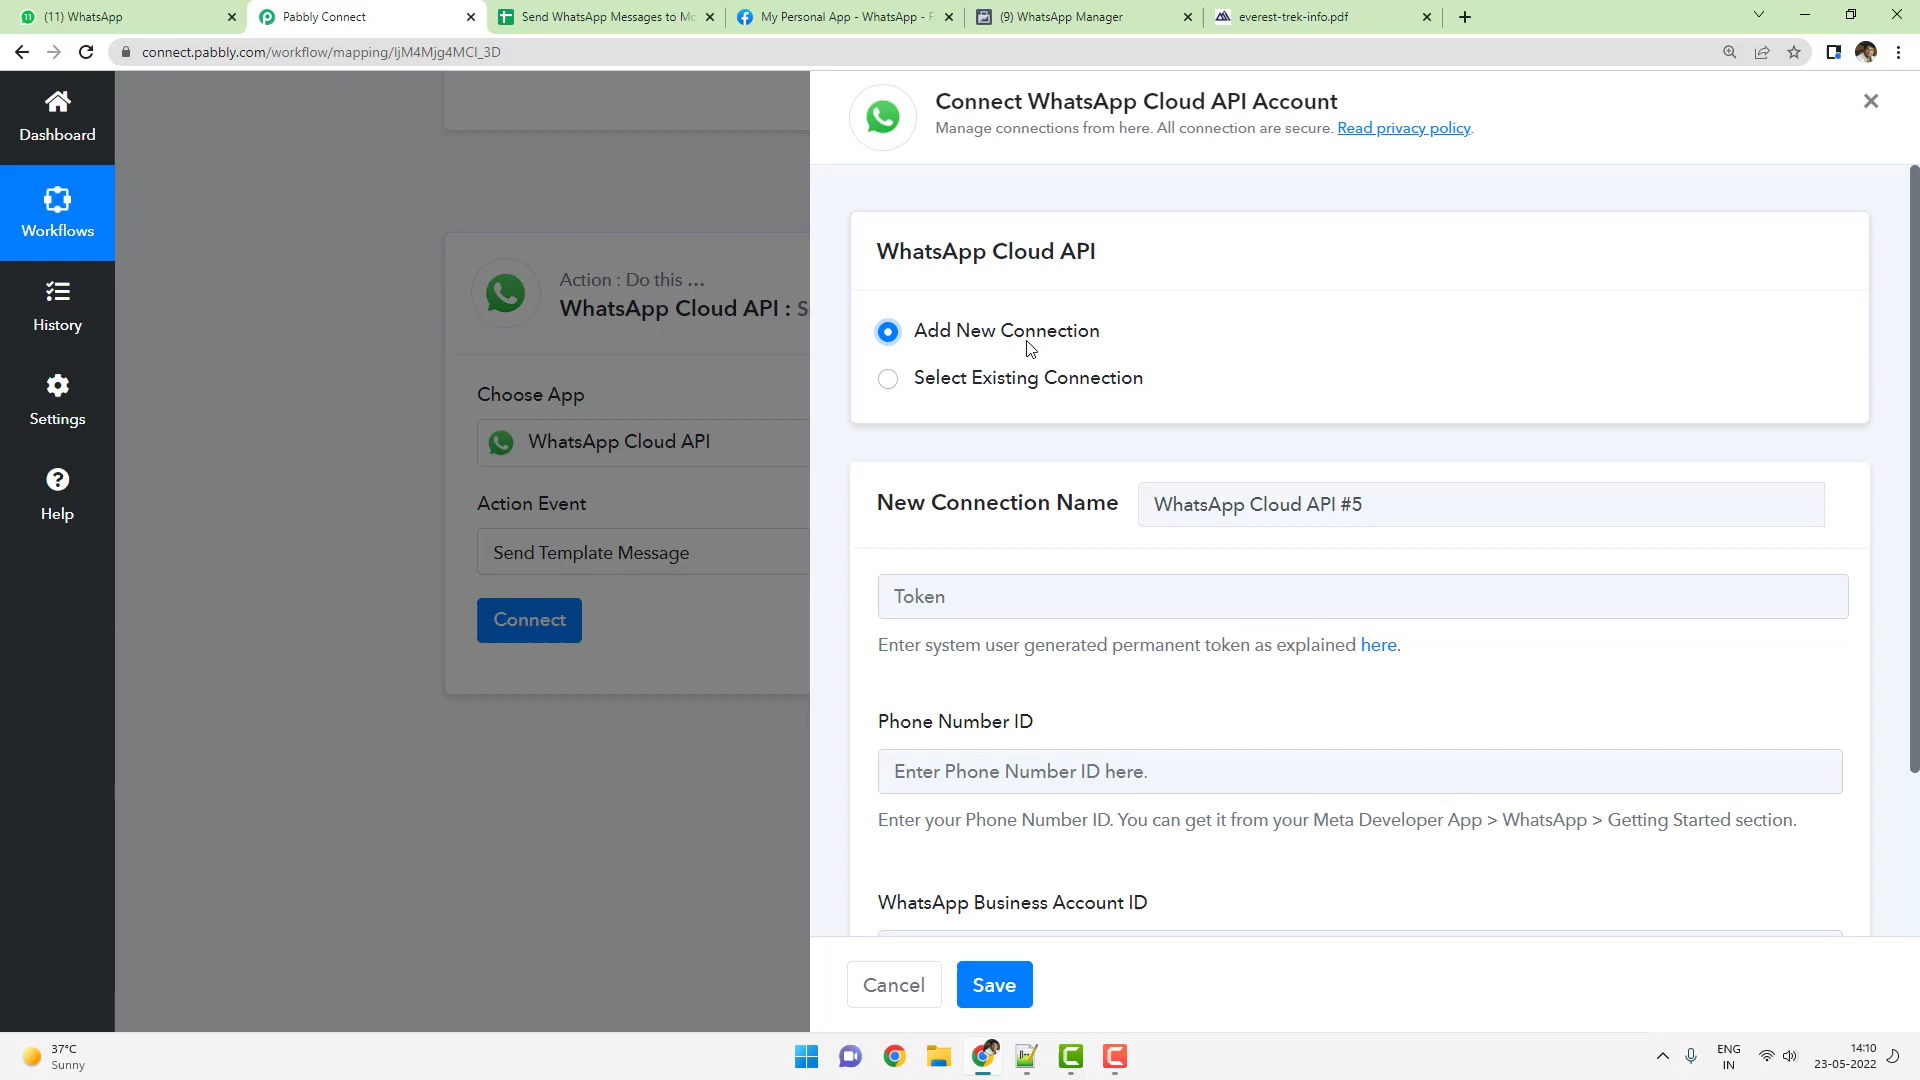 (11) WhatsApp
Pabbly Connect
Send WhatsApp Messages to Mo
My Personal App - WhatsApp - F
(9) WhatsApp Manager
everest-trek-info.pdf
connect.pabbly.com/workflow/mapping/IjM4Mjg4MCI_3D
Dashboard
Workflows
History
Settings
Help
Action : Do this ...
WhatsApp Cloud API : S
Choose App
WhatsApp Cloud API
Action Event
Send Template Message
Connect
Connect WhatsApp Cloud API Account
Manage connections from here. All connection are secure. Read privacy policy.
WhatsApp Cloud API
Add New Connection
Select Existing Connection
New Connection Name
WhatsApp Cloud API #5
Token
Enter system user generated permanent token as explained here.
Phone Number ID
Enter Phone Number ID here.
Enter your Phone Number ID. You can get it from your Meta Developer App > WhatsApp > Getting Started section.
WhatsApp Business Account ID
Cancel
Save
37°C
Sunny
ENG
IN
14:10
23-05-2022